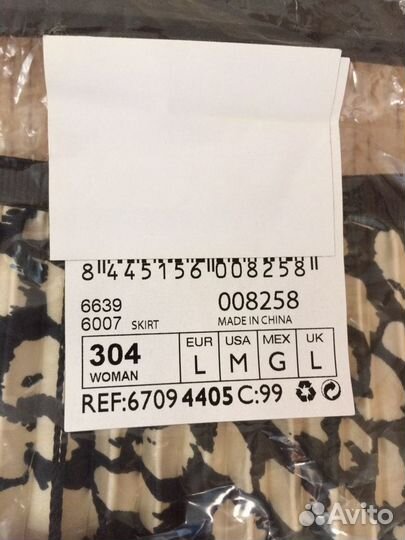 8 445156 008258
6639 008258
6007 SKIRT MADE IN CHINA
304 EUR USA MEX UK
WOMAN L M G L
REF:6709 4405 C:99
Avito